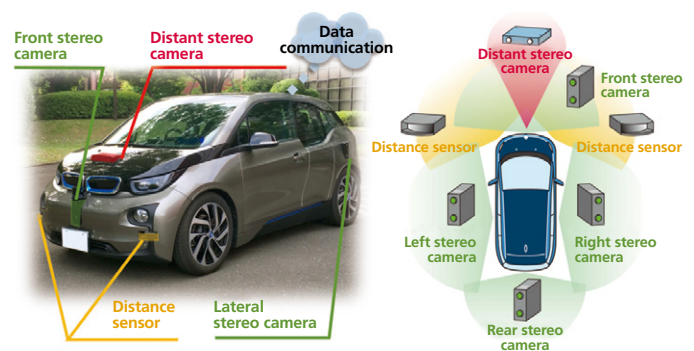 Front stereo
camera
Distant stereo
camera
Data
communication
Distance
sensor
Lateral
stereo camera
Distant stereo
camera
Front stereo
camera
Distance sensor
Distance sensor
Left stereo
camera
Right stereo
camera
Rear stereo
camera